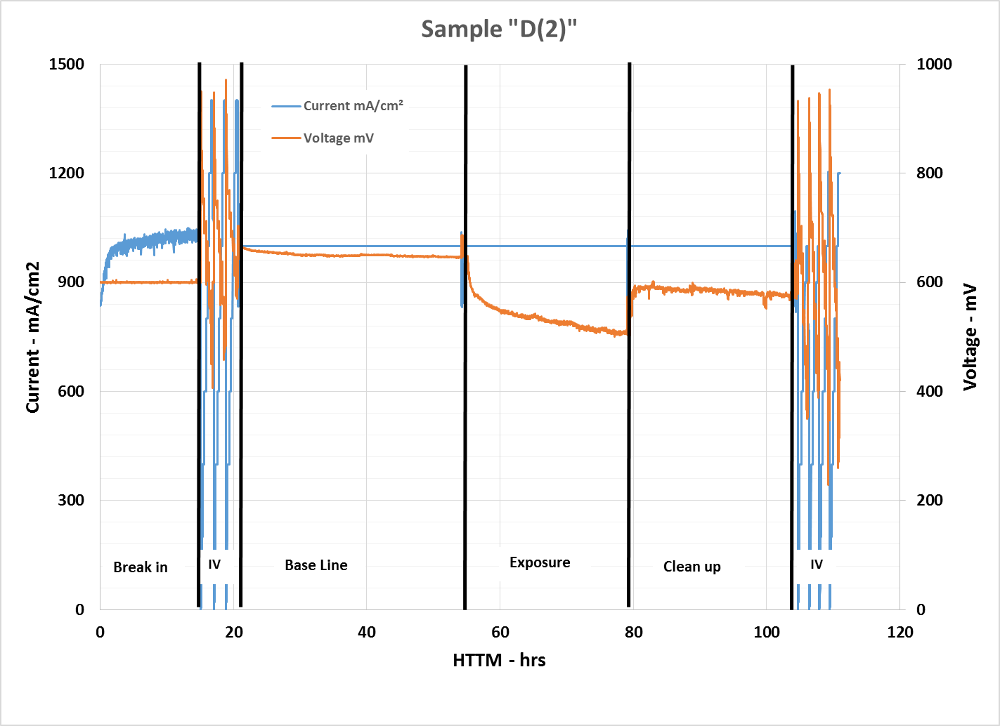 Sample "D(2)"
1500
1200
900
600
300
0
Current - mA/cm2
1000
800
600
400
200
0
Voltage - mV
Current mA/cm²
Voltage mV
Break in
IV
Base Line
Exposure
Clean up
IV
0
20
40
60
80
100
120
HTTM - hrs